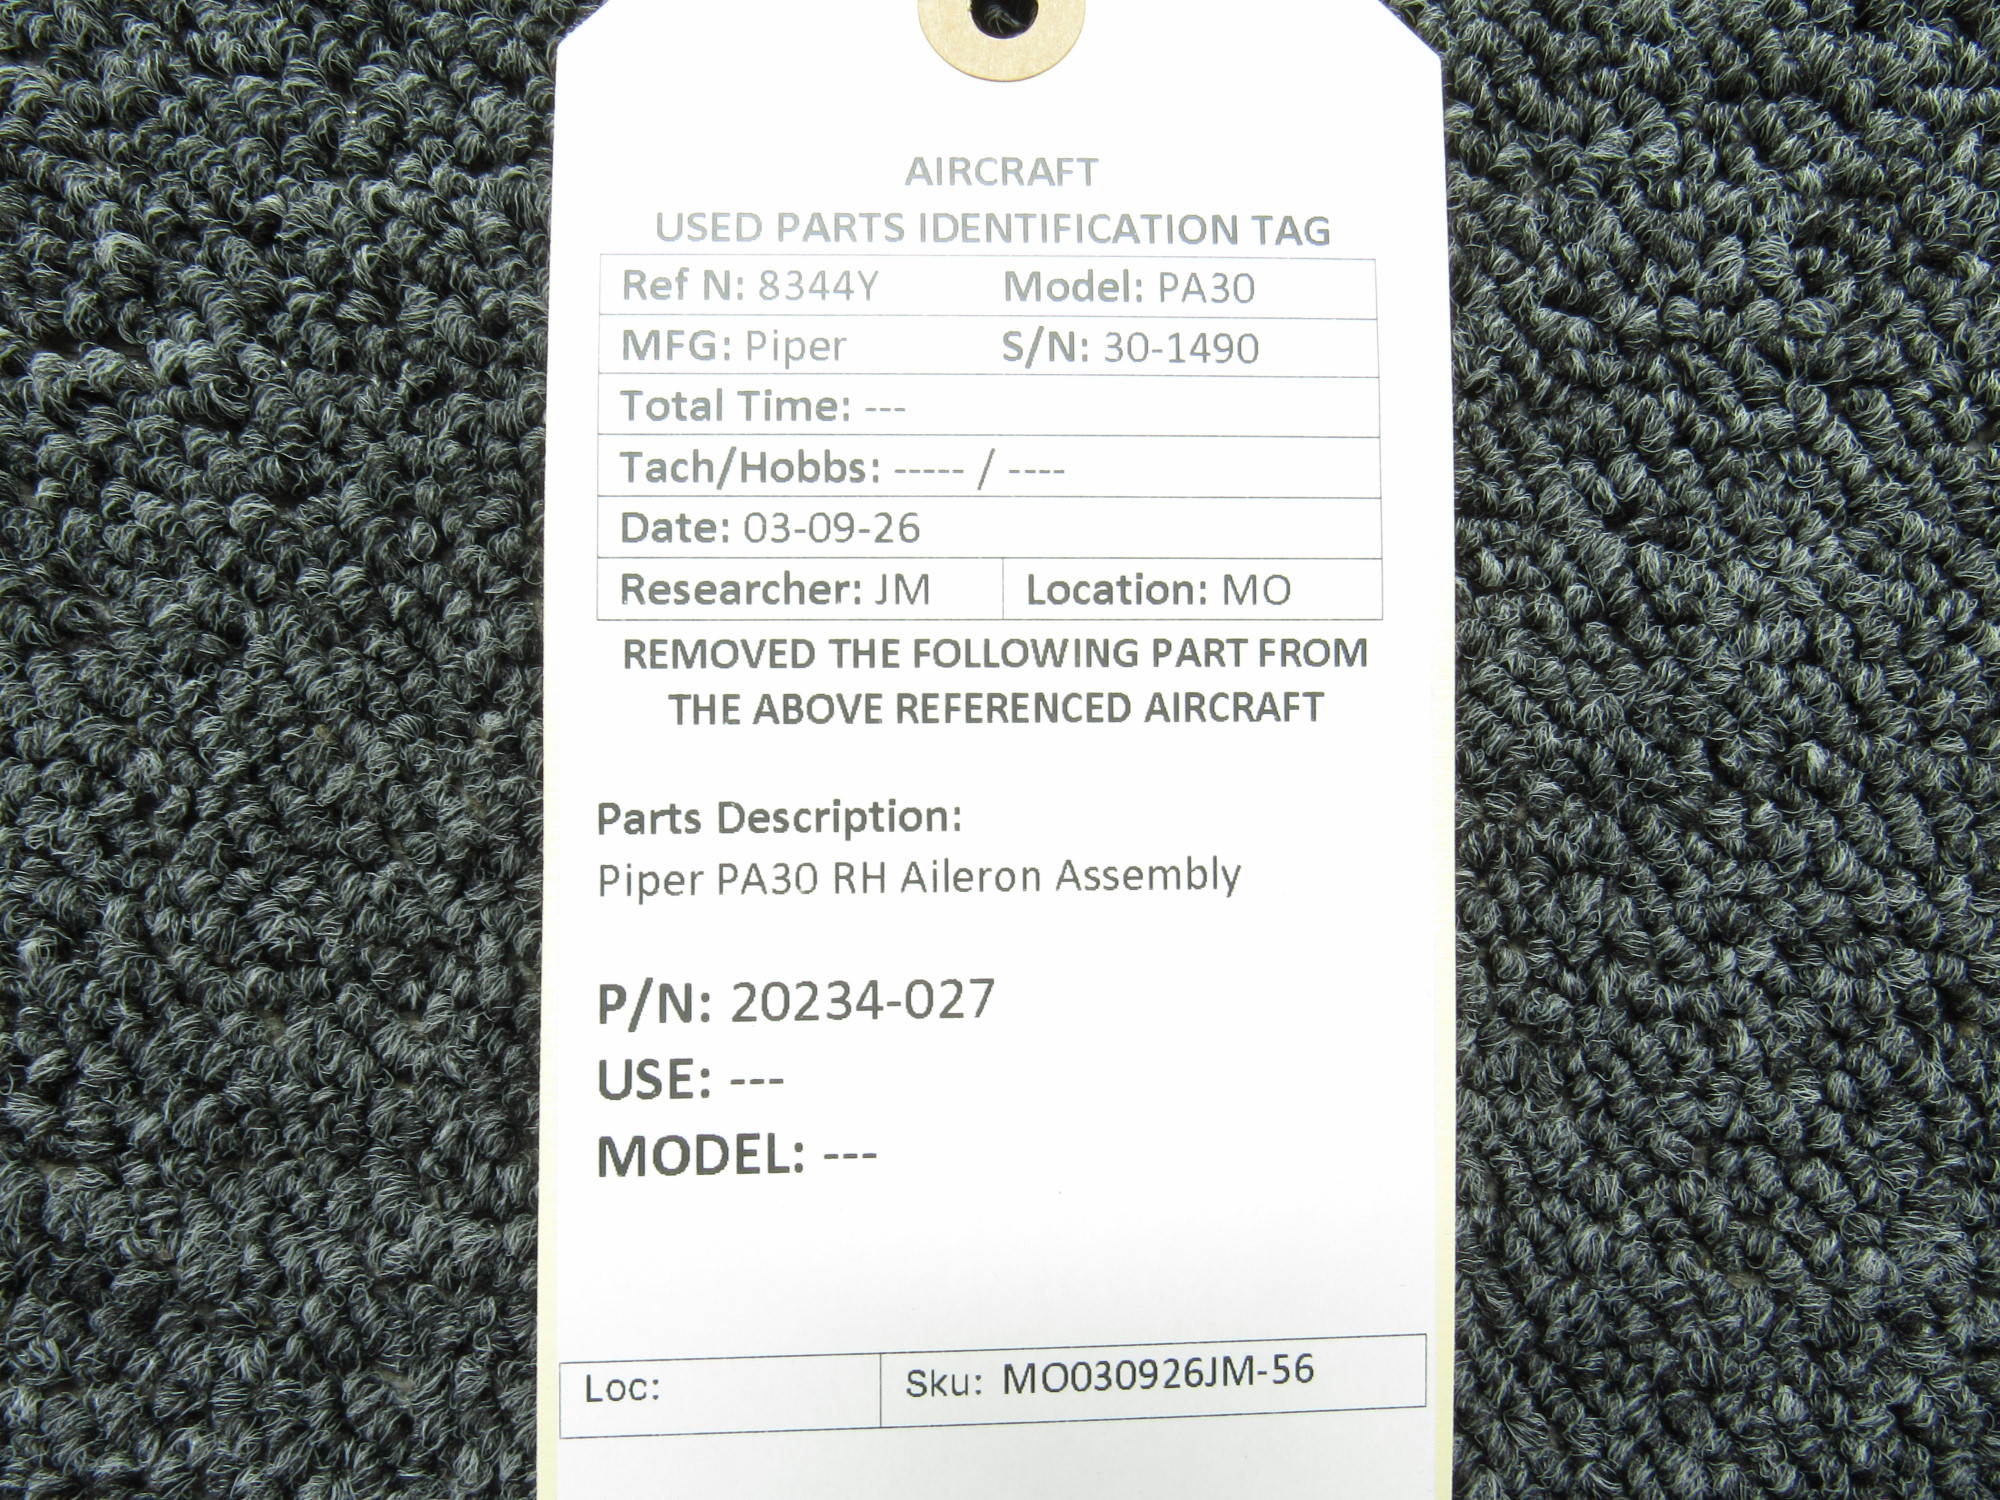 AIRCRAFT
USED PARTS IDENTIFICATION TAG
Ref N: 8344Y Model: PA30
MFG: Piper S/N: 30-1490
Total Time: ---
Tach/Hobbs: ----- / ----
Date: 03-09-26
Researcher: JM Location: MO
REMOVED THE FOLLOWING PART FROM
THE ABOVE REFERENCED AIRCRAFT
Parts Description:
Piper PA30 RH Aileron Assembly
P/N: 20234-027
USE: ---
MODEL: ---
Loc: Sku: MO030926JM-56